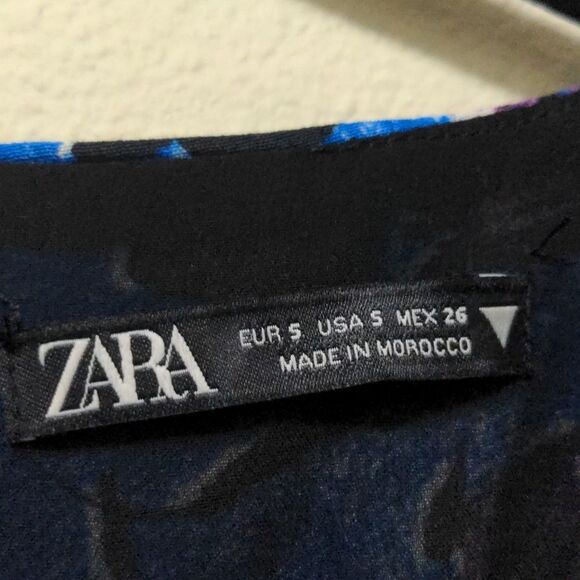 ZARA
EUR S USA S MEX 26
MADE IN MOROCCO